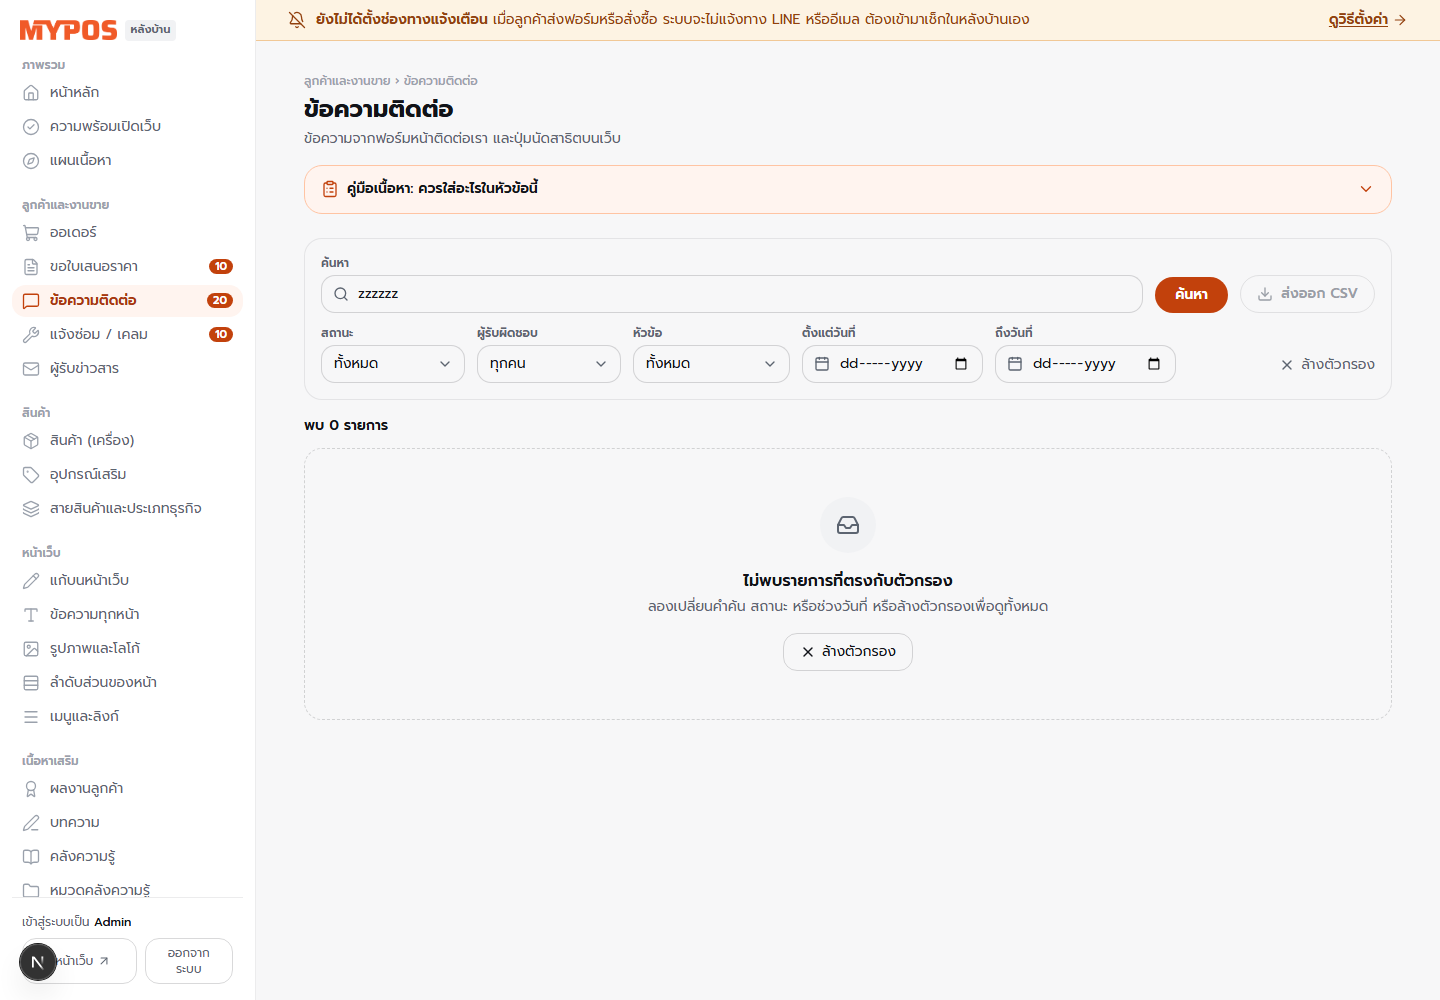 MYPOS หลังบ้าน
ภาพรวม
หน้าหลัก
ความพร้อมเปิดเว็บ
แผนเนื้อหา
ลูกค้าและงานขาย
ออเดอร์
ขอใบเสนอราคา 10
ข้อความติดต่อ 20
แจ้งซ่อม / เคลม 10
ผู้รับข่าวสาร
สินค้า
สินค้า (เครื่อง)
อุปกรณ์เสริม
สายสินค้าและประเภทธุรกิจ
หน้าเว็บ
แก้บนหน้าเว็บ
ข้อความทุกหน้า
รูปภาพและโลโก้
ลำดับส่วนของหน้า
เมนูและลิงก์
เนื้อหาเสริม
ผลงานลูกค้า
บทความ
คลังความรู้
หมวดคลังความรู้
เข้าสู่ระบบเป็น Admin
N
หน้าเว็บ
ออกจาก
ระบบ
ยังไม่ได้ตั้งช่องทางแจ้งเตือน เมื่อลูกค้าส่งฟอร์มหรือสั่งซื้อ ระบบจะไม่แจ้งทาง LINE หรืออีเมล ต้องเข้ามาเช็กในหลังบ้านเอง ดูวิธีตั้งค่า
ลูกค้าและงานขาย › ข้อความติดต่อ
ข้อความติดต่อ
ข้อความจากฟอร์มหน้าติดต่อเรา และปุ่มนัดสาธิตบนเว็บ
คู่มือเนื้อหา: ควรใส่อะไรในหัวข้อนี้
ค้นหา
zzzzzz ค้นหา ส่งออก CSV
สถานะ ผู้รับผิดชอบ หัวข้อ ตั้งแต่วันที่ ถึงวันที่
ทั้งหมด ทุกคน ทั้งหมด dd-----yyyy dd-----yyyy ล้างตัวกรอง
พบ 0 รายการ
ไม่พบรายการที่ตรงกับตัวกรอง
ลองเปลี่ยนคำค้น สถานะ หรือช่วงวันที่ หรือล้างตัวกรองเพื่อดูทั้งหมด
ล้างตัวกรอง